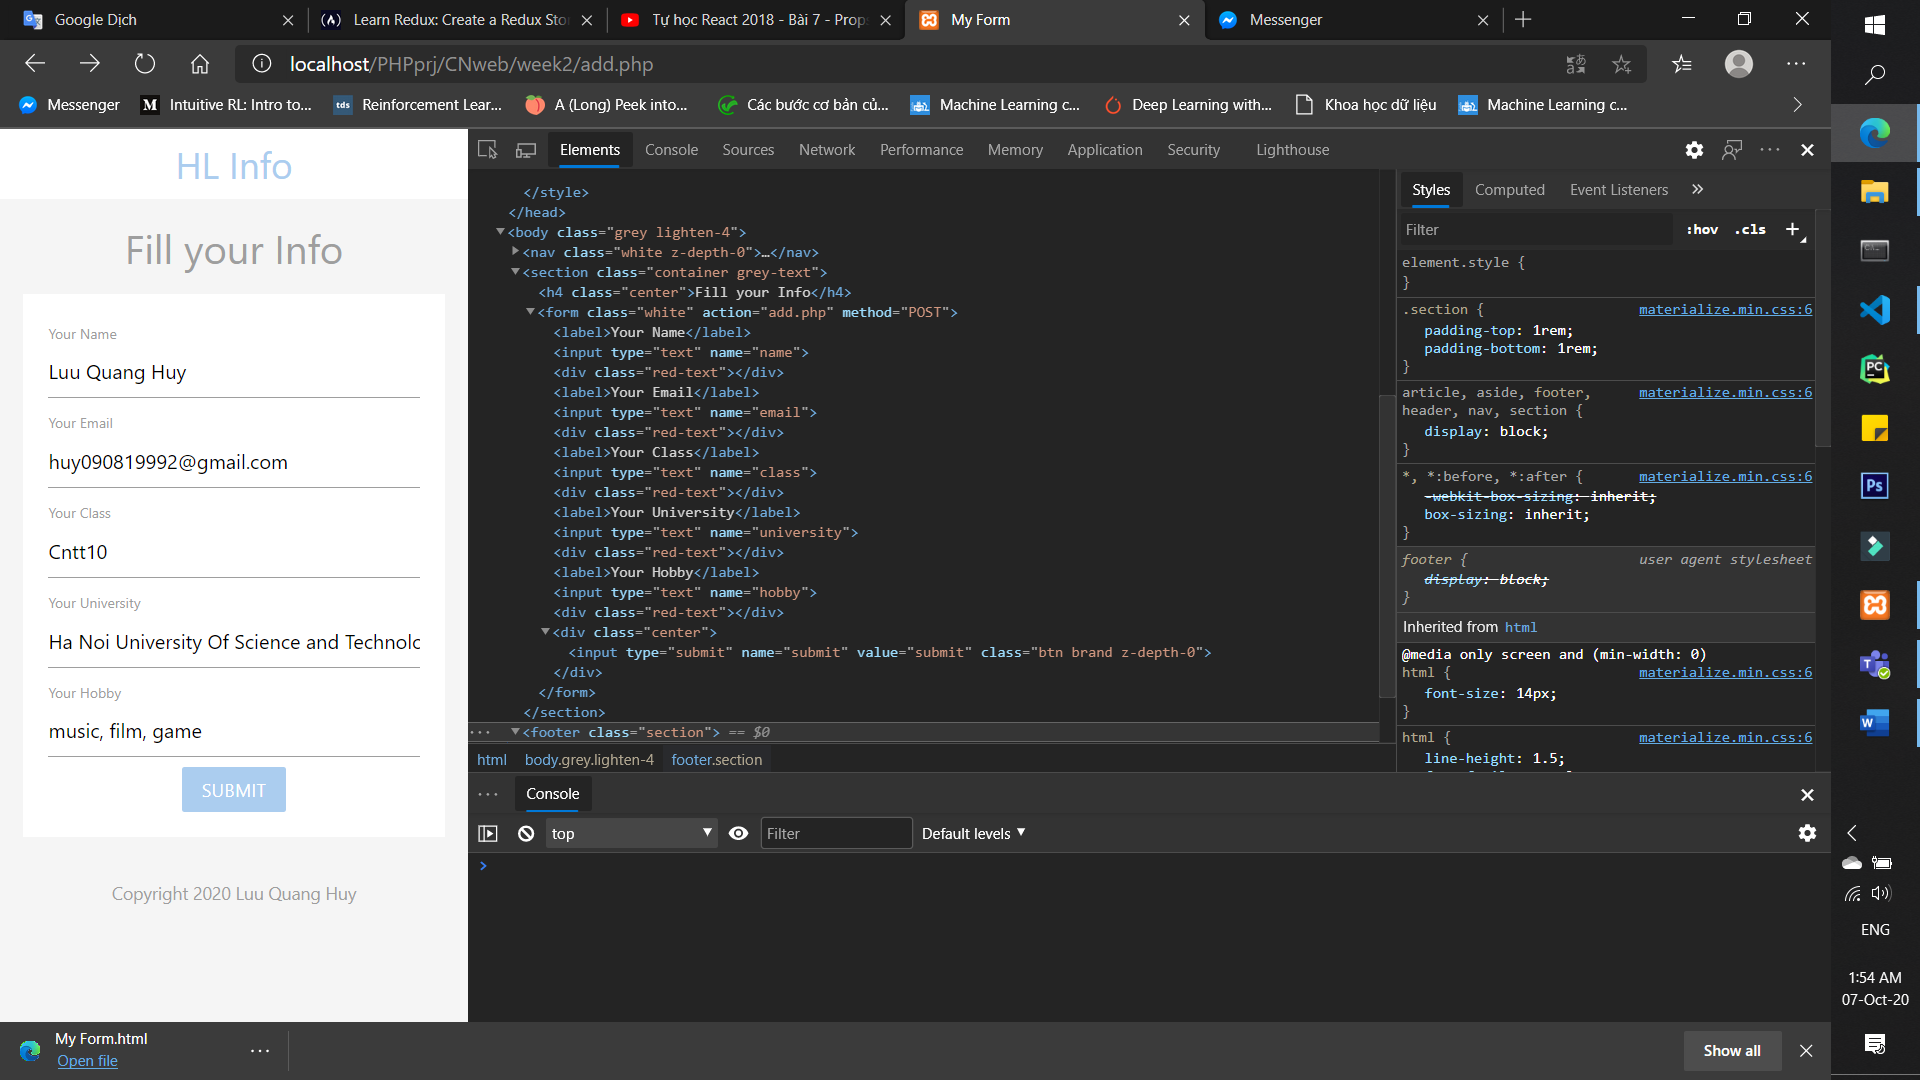 Google Dịch
Learn Redux: Create a Redux Sto
Tự học React 2018 - Bài 7 - Props
My Form
Messenger
localhost/PHPprj/CNweb/week2/add.php
Messenger
Intuitive RL: Intro to...
tds
Reinforcement Lear...
A (Long) Peek into...
Các bước cơ bản củ...
Machine Learning c...
Deep Learning with...
Khoa học dữ liệu
Machine Learning c...
HL Info
Fill your Info
Your Name
Luu Quang Huy
Your Email
huy090819992@gmail.com
Your Class
Cntt10
Your University
Ha Noi University Of Science and Technolo
Your Hobby
music, film, game
SUBMIT
Copyright 2020 Luu Quang Huy
Elements Console Sources Network Performance Memory Application Security Lighthouse
</style>
</head>
<body class="grey lighten-4">
<nav class="white z-depth-0">…</nav>
<section class="container grey-text">
<h4 class="center">Fill your Info</h4>
<form class="white" action="add.php" method="POST">
<label>Your Name</label>
<input type="text" name="name">
<div class="red-text"></div>
<label>Your Email</label>
<input type="text" name="email">
<div class="red-text"></div>
<label>Your Class</label>
<input type="text" name="class">
<div class="red-text"></div>
<label>Your University</label>
<input type="text" name="university">
<div class="red-text"></div>
<label>Your Hobby</label>
<input type="text" name="hobby">
<div class="red-text"></div>
<div class="center">
<input type="submit" name="submit" value="submit" class="btn brand z-depth-0">
</div>
</form>
</section>
... <footer class="section"> == $0
html body.grey.lighten-4 footer.section
Styles Computed Event Listeners »
Filter :hov .cls +
element.style {
}
.section { materialize.min.css:6
padding-top: 1rem;
padding-bottom: 1rem;
}
article, aside, footer, materialize.min.css:6
header, nav, section {
display: block;
}
*, *:before, *:after { materialize.min.css:6
-webkit-box-sizing: inherit;
box-sizing: inherit;
}
footer { user agent stylesheet
display: block;
}
Inherited from html
@media only screen and (min-width: 0)
html { materialize.min.css:6
font-size: 14px;
}
html { materialize.min.css:6
line-height: 1.5;
Console
top
Filter
Default levels
>
My Form.html
Open file
Show all
PC
Ps
T
W
ENG
1:54 AM
07-Oct-20